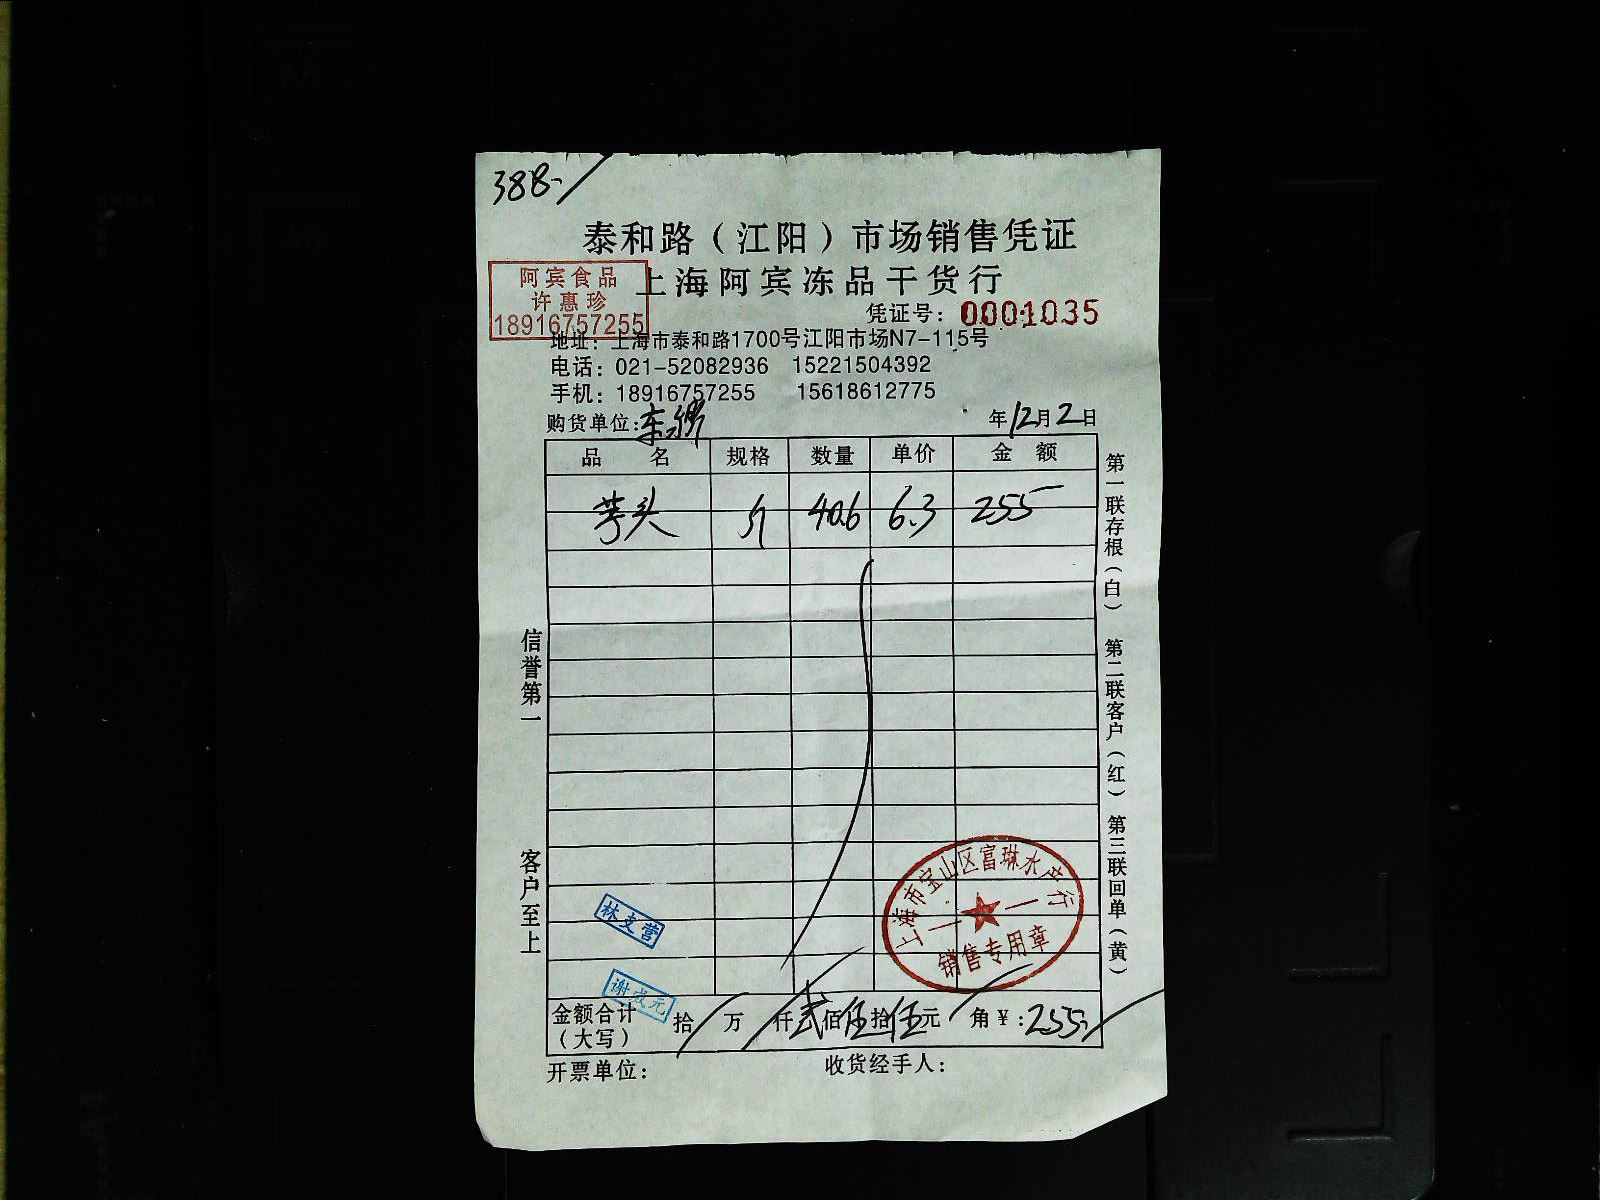 388.
泰和路（江阳）市场销售凭证
上海阿宾冻品干货行
阿宾食品
许惠珍
18916757255
凭证号：0001035
地址：上海市泰和路1700号江阳市场N7-115号
电话：021-52082936 15221504392
手机：18916757255 15618612775
购货单位： 年12月2日
品名 规格 数量 单价 金额
芋头 斤 40.6 6.3 255
信誉第一
客户至上
第一联存根（白） 第二联客户（红） 第三联回单（黄）
上海市宝山区富琳水产行
销售专用章
林支营
谢成元
金额合计（大写） 拾 万 仟 贰佰伍拾伍元 角 ¥：255.
开票单位： 收货经手人：